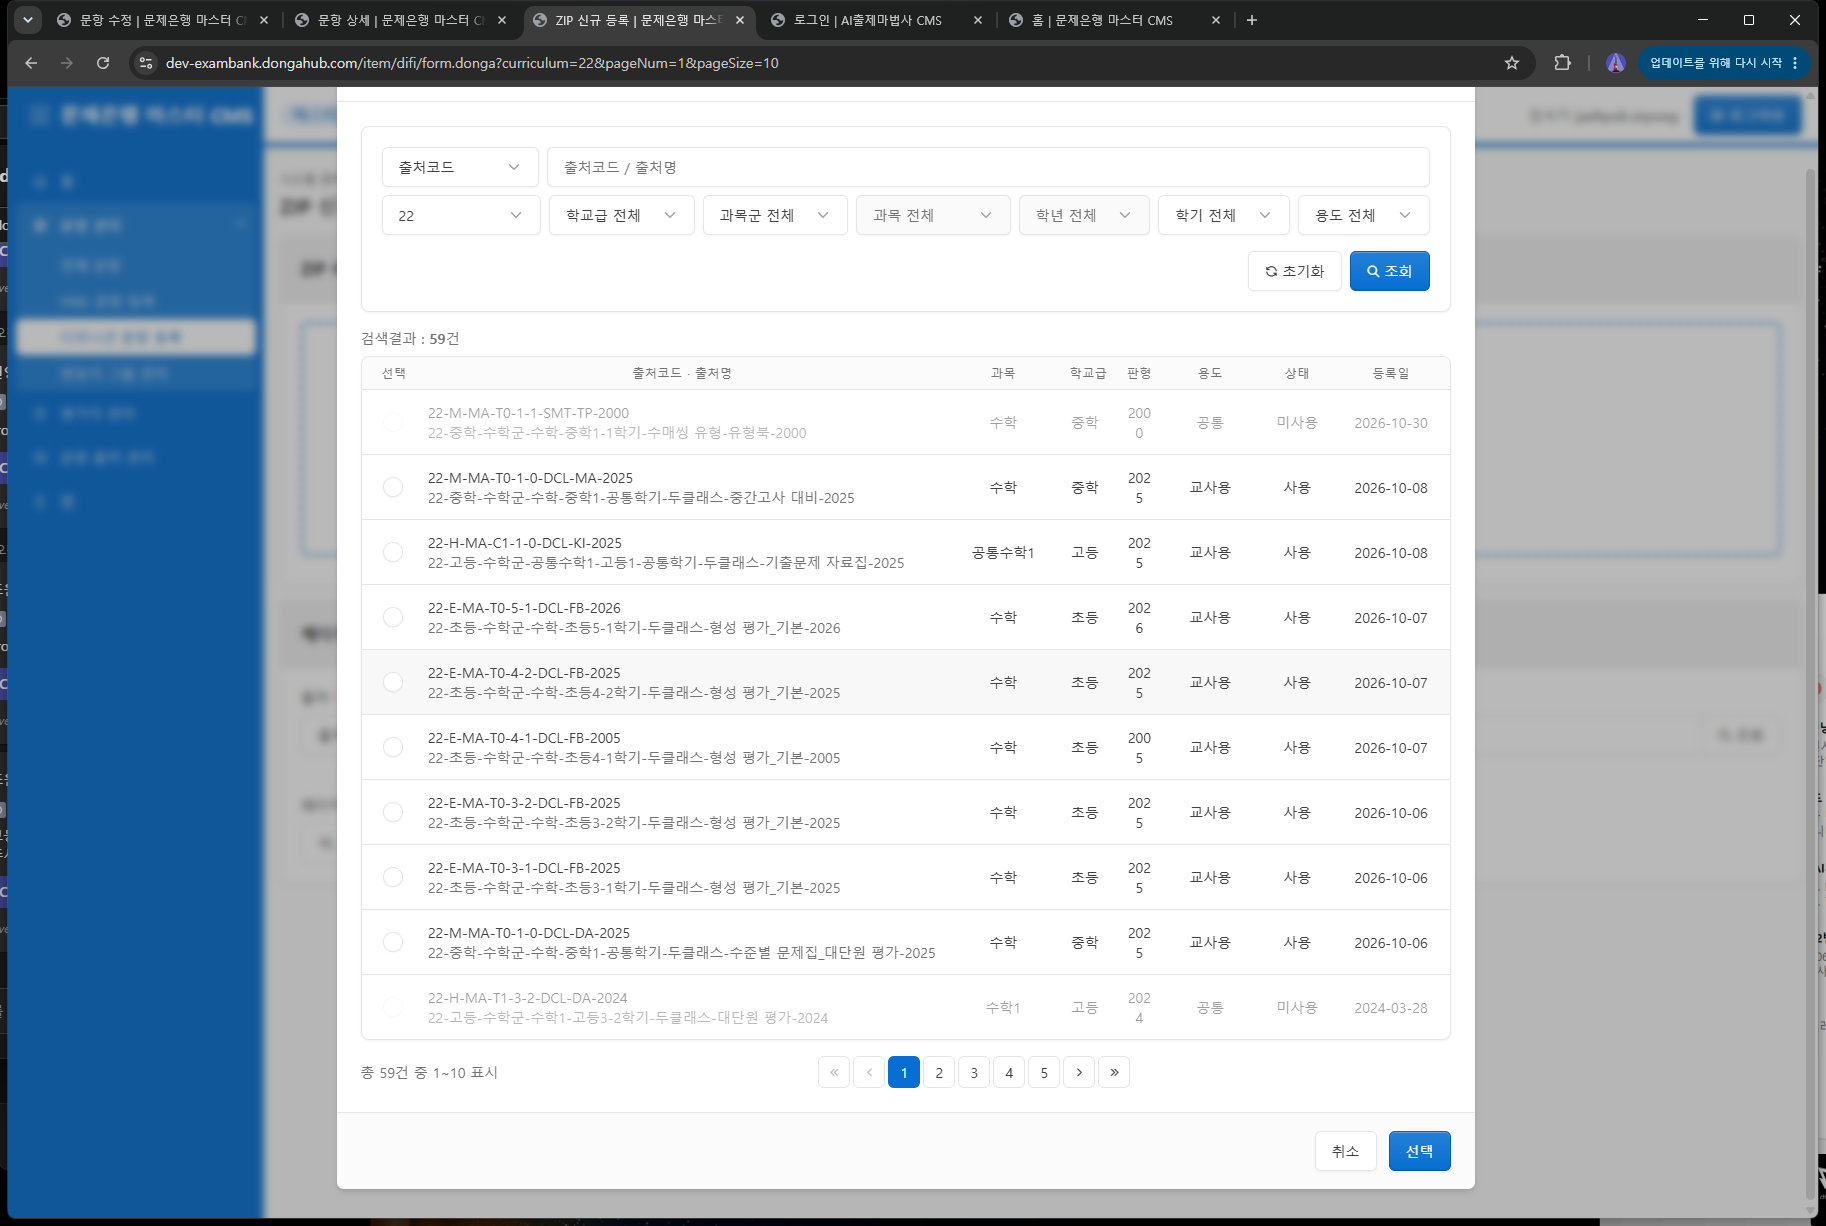 문항 수정 | 문제은행 마스터 C
문항 상세 | 문제은행 마스터 C
ZIP 신규 등록 | 문제은행 마스
로그인 | AI출제마법사 CMS
홈 | 문제은행 마스터 CMS
dev-exambank.dongahub.com/item/difi/form.donga?curriculum=22&pageNum=1&pageSize=10
업데이트를 위해 다시 시작
문제은행 마스터 CMS
출처코드
출처코드 / 출처명
22
학교급 전체
과목군 전체
과목 전체
학년 전체
학기 전체
용도 전체
초기화
조회
검색결과 : 59건
선택 출처코드 · 출처명 과목 학교급 판형 용도 상태 등록일
22-M-MA-T0-1-1-SMT-TP-2000
22-중학-수학군-수학-중학1-1학기-수매씽 유형-유형북-2000
수학 중학 2000 공통 미사용 2026-10-30
22-M-MA-T0-1-0-DCL-MA-2025
22-중학-수학군-수학-중학1-공통학기-두클래스-중간고사 대비-2025
수학 중학 2025 교사용 사용 2026-10-08
22-H-MA-C1-1-0-DCL-KI-2025
22-고등-수학군-공통수학1-고등1-공통학기-두클래스-기출문제 자료집-2025
공통수학1 고등 2025 교사용 사용 2026-10-08
22-E-MA-T0-5-1-DCL-FB-2026
22-초등-수학군-수학-초등5-1학기-두클래스-형성 평가_기본-2026
수학 초등 2026 교사용 사용 2026-10-07
22-E-MA-T0-4-2-DCL-FB-2025
22-초등-수학군-수학-초등4-2학기-두클래스-형성 평가_기본-2025
수학 초등 2025 교사용 사용 2026-10-07
22-E-MA-T0-4-1-DCL-FB-2005
22-초등-수학군-수학-초등4-1학기-두클래스-형성 평가_기본-2005
수학 초등 2005 교사용 사용 2026-10-07
22-E-MA-T0-3-2-DCL-FB-2025
22-초등-수학군-수학-초등3-2학기-두클래스-형성 평가_기본-2025
수학 초등 2025 교사용 사용 2026-10-06
22-E-MA-T0-3-1-DCL-FB-2025
22-초등-수학군-수학-초등3-1학기-두클래스-형성 평가_기본-2025
수학 초등 2025 교사용 사용 2026-10-06
22-M-MA-T0-1-0-DCL-DA-2025
22-중학-수학군-수학-중학1-공통학기-두클래스-수준별 문제집_대단원 평가-2025
수학 중학 2025 교사용 사용 2026-10-06
22-H-MA-T1-3-2-DCL-DA-2024
22-고등-수학군-수학1-고등3-2학기-두클래스-대단원 평가-2024
수학1 고등 2024 공통 미사용 2024-03-28
총 59건 중 1~10 표시
« ‹ 1 2 3 4 5 › »
취소
선택